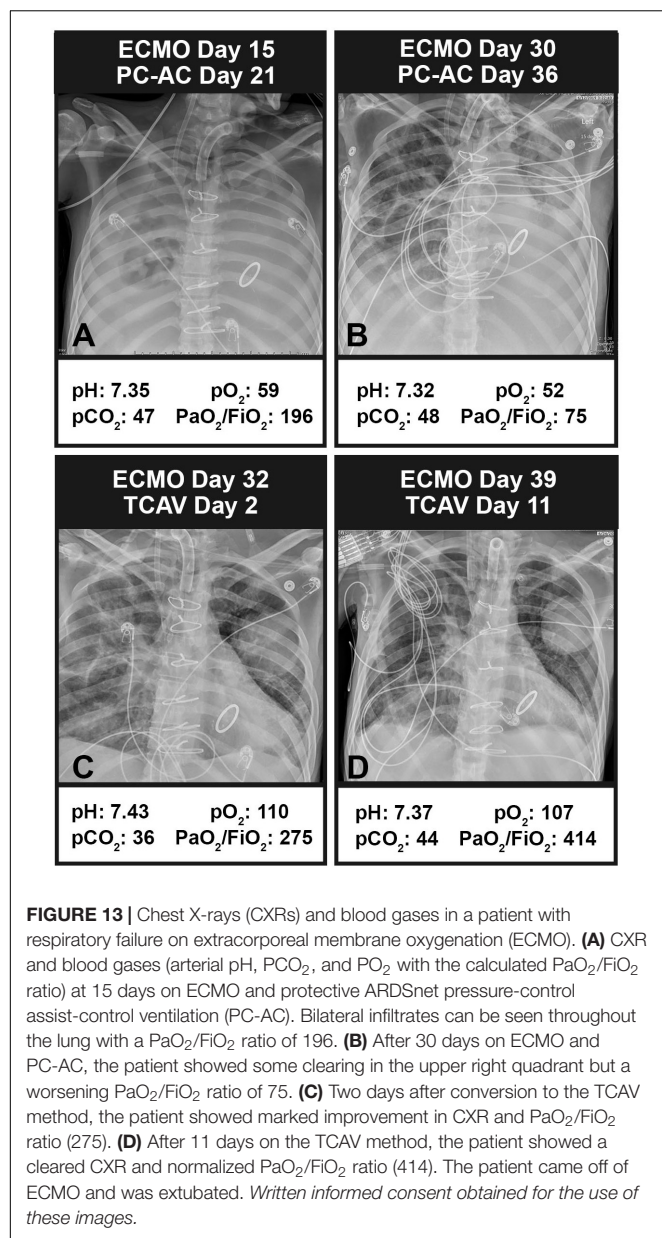 ECMO Day 15
PC-AC Day 21
A
pH: 7.35 pO₂: 59
pCO₂: 47 PaO₂/FiO₂: 196
ECMO Day 30
PC-AC Day 36
Left
B
pH: 7.32 pO₂: 52
pCO₂: 48 PaO₂/FiO₂: 75
ECMO Day 32
TCAV Day 2
C
pH: 7.43 pO₂: 110
pCO₂: 36 PaO₂/FiO₂: 275
ECMO Day 39
TCAV Day 11
D
pH: 7.37 pO₂: 107
pCO₂: 44 PaO₂/FiO₂: 414
FIGURE 13 | Chest X-rays (CXRs) and blood gases in a patient with
respiratory failure on extracorporeal membrane oxygenation (ECMO). (A) CXR
and blood gases (arterial pH, PCO₂, and PO₂ with the calculated PaO₂/FiO₂
ratio) at 15 days on ECMO and protective ARDSnet pressure-control
assist-control ventilation (PC-AC). Bilateral infiltrates can be seen throughout
the lung with a PaO₂/FiO₂ ratio of 196. (B) After 30 days on ECMO and
PC-AC, the patient showed some clearing in the upper right quadrant but a
worsening PaO₂/FiO₂ ratio of 75. (C) Two days after conversion to the TCAV
method, the patient showed marked improvement in CXR and PaO₂/FiO₂
ratio (275). (D) After 11 days on the TCAV method, the patient showed a
cleared CXR and normalized PaO₂/FiO₂ ratio (414). The patient came off of
ECMO and was extubated. Written informed consent obtained for the use of
these images.